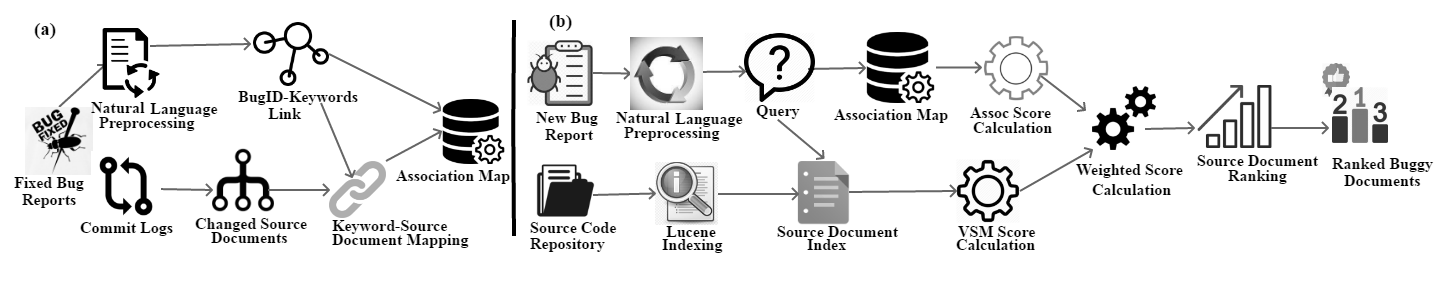 (a)
BUG
FIXED
Natural Language
Preprocessing
BugID-Keywords
Link
Fixed Bug
Reports
Commit Logs
Changed Source
Documents
Keyword-Source
Document Mapping
Association Map
(b)
New Bug
Report
Natural Language
Preprocessing
?
Query
Association Map
Assoc Score
Calculation
Source Code
Repository
i
Lucene
Indexing
Source Document
Index
VSM Score
Calculation
Weighted Score
Calculation
Source Document
Ranking
2 1 3
Ranked Buggy
Documents